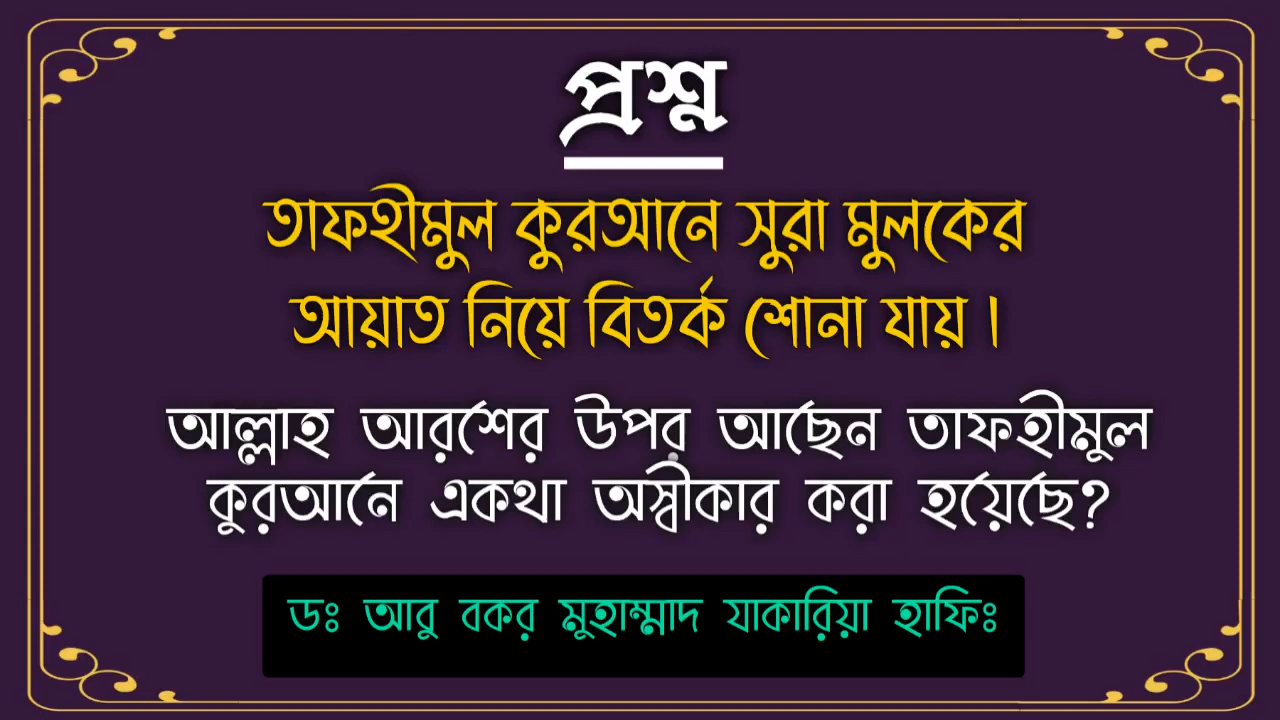 প্রশ্ন
তাফহীমুল কুরআনে সুরা মুলকের
আয়াত নিয়ে বিতর্ক শোনা যায় ।
আল্লাহ আরশের উপর আছেন তাফহীমুল
কুরআনে একথা অস্বীকার করা হয়েছে?
ডঃ আবু বকর মুহাম্মাদ যাকারিয়া হাফিঃ